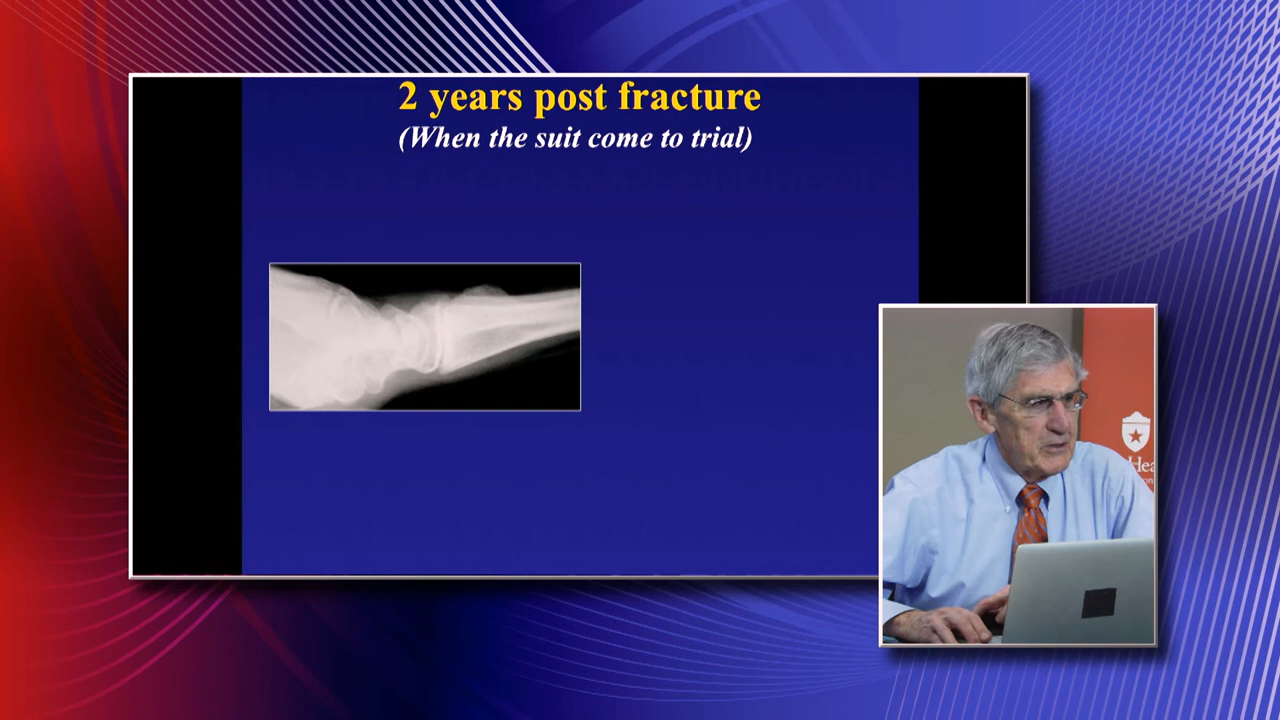 2 years post fracture
(When the suit come to trial)